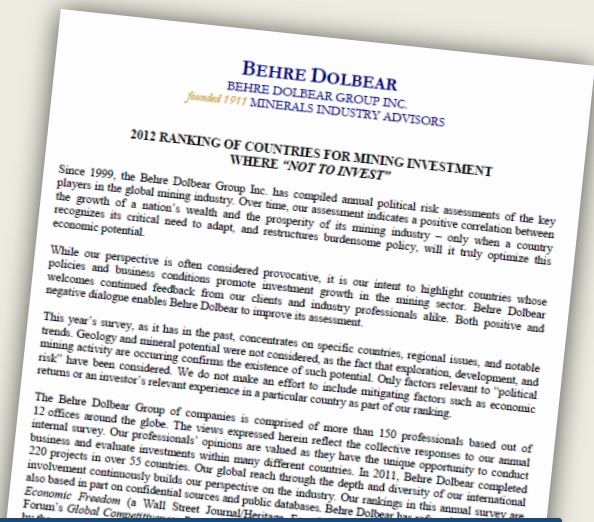 BEHRE DOLBEAR
BEHRE DOLBEAR GROUP INC.
founded 1911 MINERALS INDUSTRY ADVISORS
2012 RANKING OF COUNTRIES FOR MINING INVESTMENT
WHERE “NOT TO INVEST”
Since 1999, the Behre Dolbear Group Inc. has compiled annual political risk assessments of the key
players in the global mining industry. Over time, our assessment indicates a positive correlation between
the growth of a nation’s wealth and the prosperity of its mining industry – only when a country
recognizes its critical need to adapt, and restructures burdensome policy, will it truly optimize this
economic potential.
While our perspective is often considered provocative, it is our intent to highlight countries whose
policies and business conditions promote investment growth in the mining sector. Behre Dolbear
welcomes continued feedback from our clients and industry professionals alike. Both positive and
negative dialogue enables Behre Dolbear to improve its assessment.
This year’s survey, as it has in the past, concentrates on specific countries, regional issues, and notable
trends. Geology and mineral potential were not considered, as the fact that exploration, development, and
mining activity are occurring confirms the existence of such potential. Only factors relevant to “political
risk” have been considered. We do not make an effort to include mitigating factors such as economic
returns or an investor’s relevant experience in a particular country as part of our ranking.
The Behre Dolbear Group of companies is comprised of more than 150 professionals based out of
12 offices around the globe. The views expressed herein reflect the collective responses to our annual
internal survey. Our professionals’ opinions are valued as they have the unique opportunity to conduct
business and evaluate investments within many different countries. In 2011, Behre Dolbear completed
220 projects in over 55 countries. Our global reach through the depth and diversity of our international
involvement continuously builds our perspective on the industry. Our rankings in this annual survey are
also based in part on confidential sources and public databases. Behre Dolbear has
Economic Freedom (a Wall Street Journal/Heritage
Forum’s Global